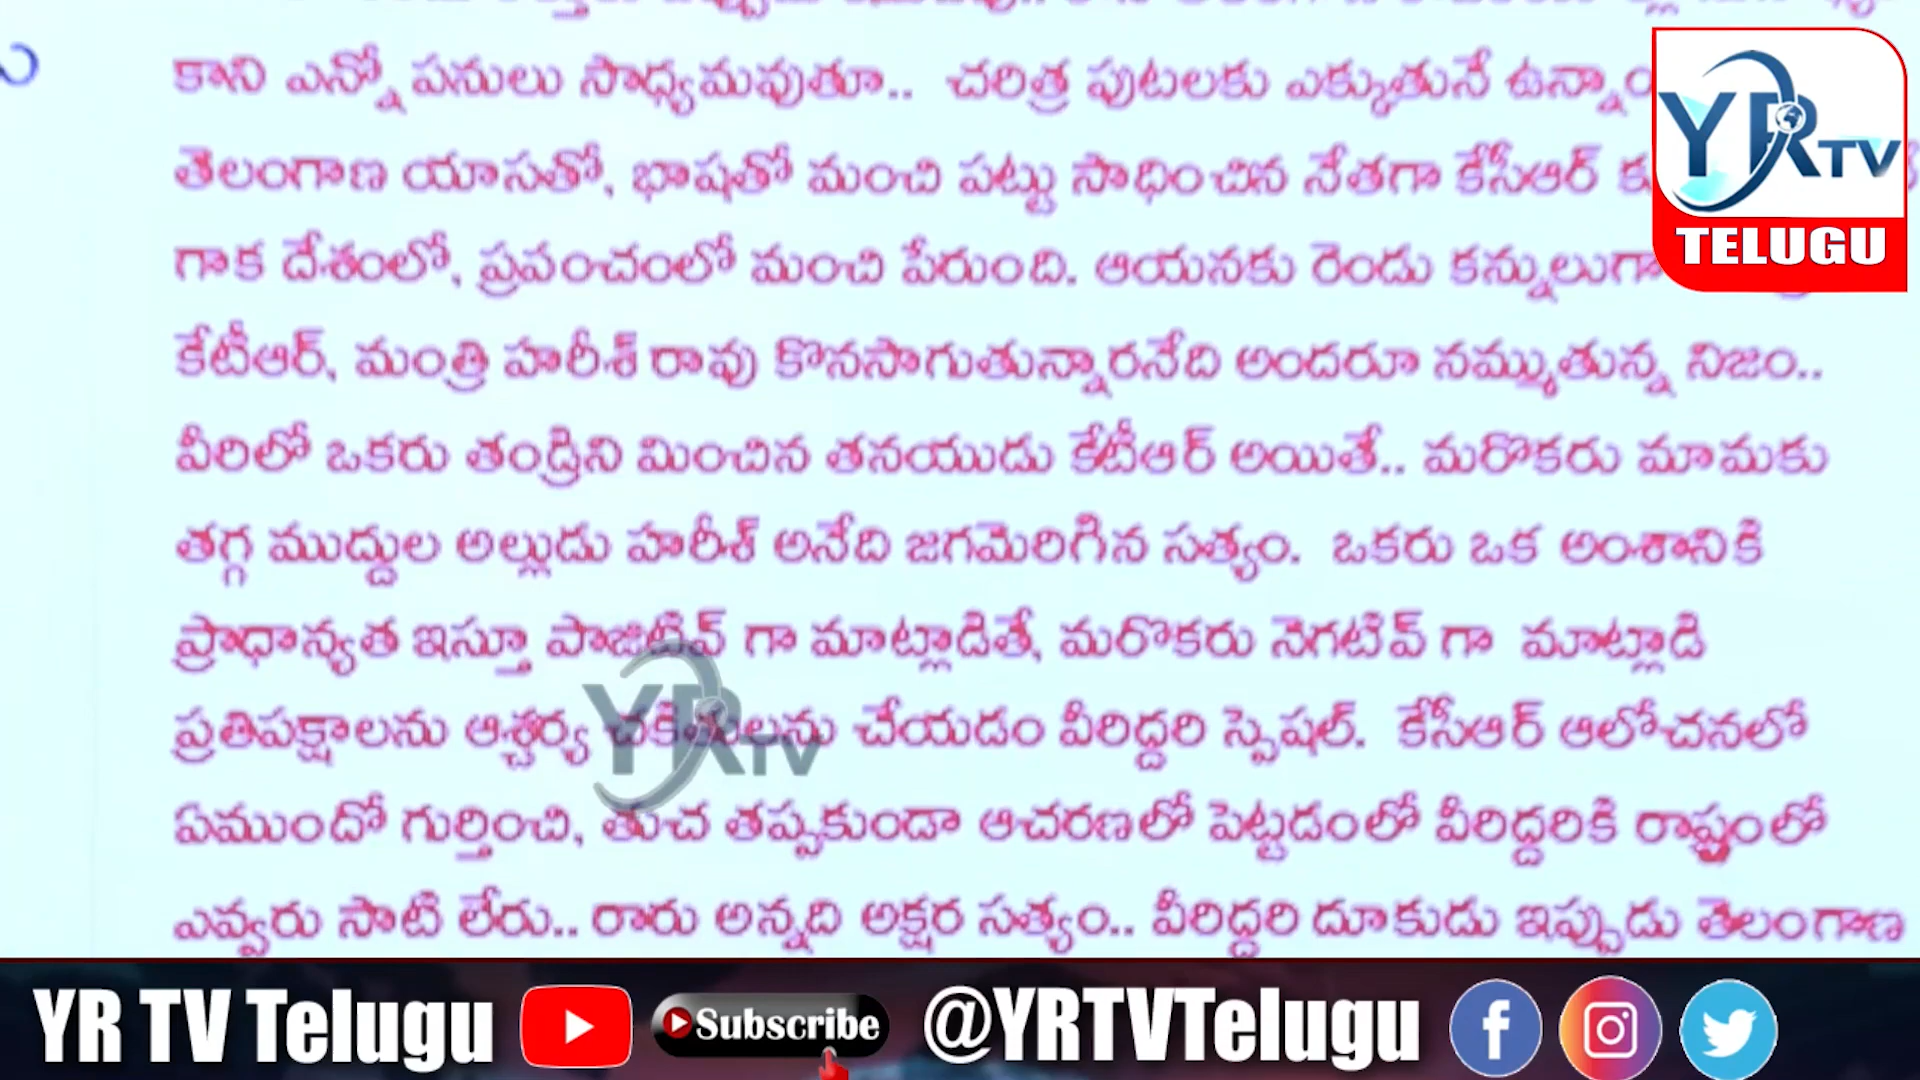 కాని ఎన్నో పనులు సాధ్యమవుతూ.. చరిత్ర పుటలకు ఎక్కుతునే
తెలంగాణ యాసతో, భాషతో మంచి పట్టు సాధించిన నేతగా కేసీఆర్
గాక దేశంలో, ప్రపంచంలో మంచి పేరుంది. ఆయనకు రెండు కన్నులుగా
కేటీఆర్, మంత్రి హరీశ్ రావు కొనసాగుతున్నారనేది అందరూ నమ్ముతున్న నిజం..
వీరిలో ఒకరు తండ్రిని మించిన తనయుడు కేటీఆర్ అయితే.. మరొకరు మామకు
తగ్గ ముద్దుల అల్లుడు హరీశ్ అనేది జగమెరిగిన సత్యం. ఒకరు ఒక అంశానికి
ప్రాధాన్యత ఇస్తూ పాజిటివ్ గా మాట్లాడితే, మరొకరు నెగటివ్ గా మాట్లాడి
ప్రతిపక్షాలను ఆశ్చర్య చకితులను చేయడం వీరిద్దరి స్పెషల్. కేసీఆర్ ఆలోచనలో
ఏముందో గుర్తించి, తుచ తప్పకుండా ఆచరణలో పెట్టడంలో వీరిద్దరికి రాష్ట్రంలో
ఎవ్వరు సాటి లేరు.. రారు అన్నది అక్షర సత్యం.. వీరిద్దరి దూకుడు ఇప్పుడు తెలంగాణ
YRTV
TELUGU
YRTV
YR TV Telugu Subscribe @YRTVTelugu